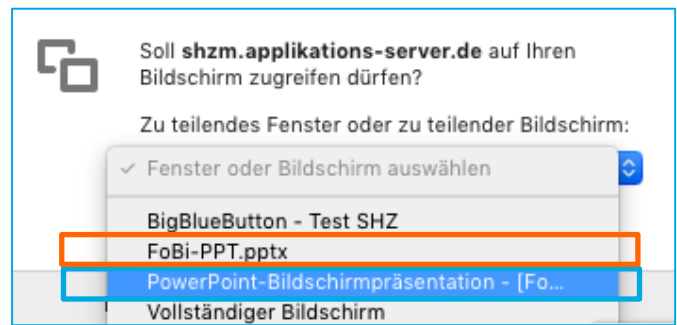 Soll shzm.applikations-server.de auf Ihren
Bildschirm zugreifen dürfen?
Zu teilendes Fenster oder zu teilender Bildschirm:
✓ Fenster oder Bildschirm auswählen
BigBlueButton - Test SHZ
FoBi-PPT.pptx
PowerPoint-Bildschirmpräsentation - [Fo...
Vollständiger Bildschirm